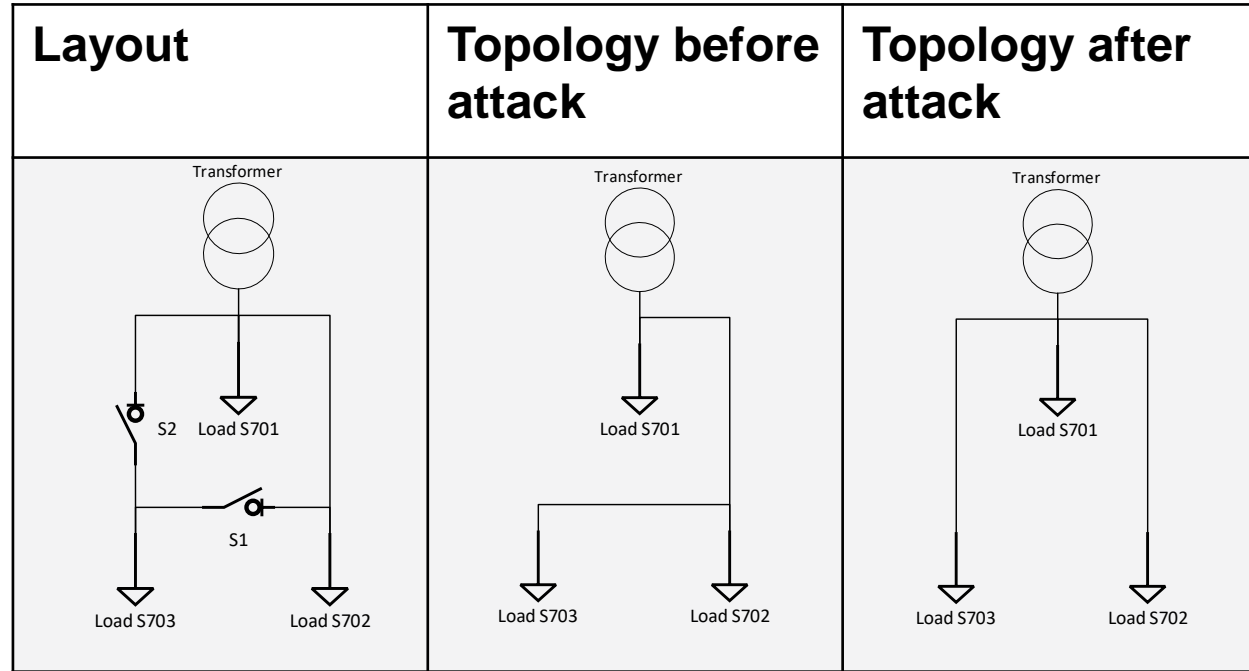 Layout
Topology before
attack
Topology after
attack
Transformer
S2
Load S701
S1
Load S703
Load S702
Transformer
Load S701
Load S703
Load S702
Transformer
Load S701
Load S703
Load S702